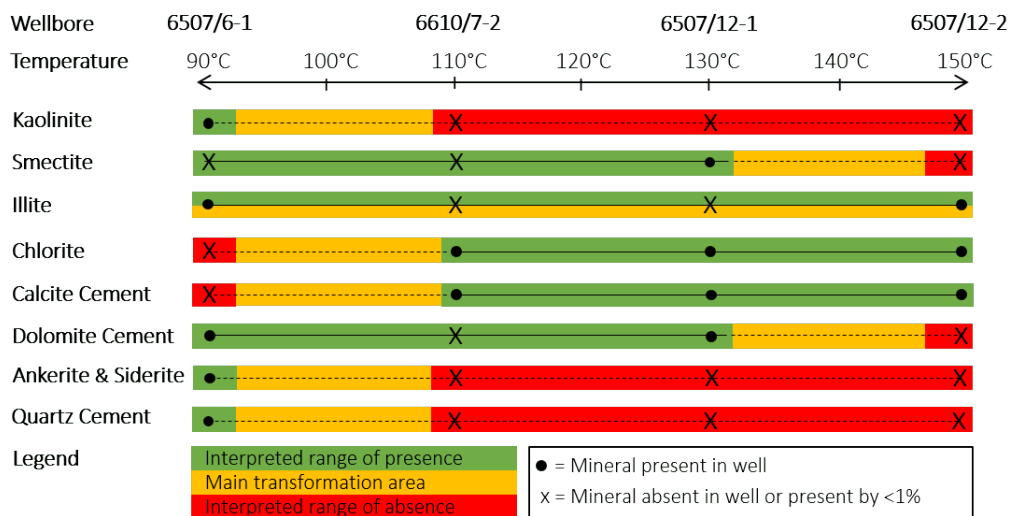 Wellbore 6507/6-1 6610/7-2 6507/12-1 6507/12-2
Temperature 90°C 100°C 110°C 120°C 130°C 140°C 150°C
Kaolinite X X X
Smectite X X X
Illite X X
Chlorite X
Calcite Cement X
Dolomite Cement X X
Ankerite & Siderite X X X
Quartz Cement X X X
Legend
Interpreted range of presence
Main transformation area
Interpreted range of absence
● = Mineral present in well
x = Mineral absent in well or present by <1%